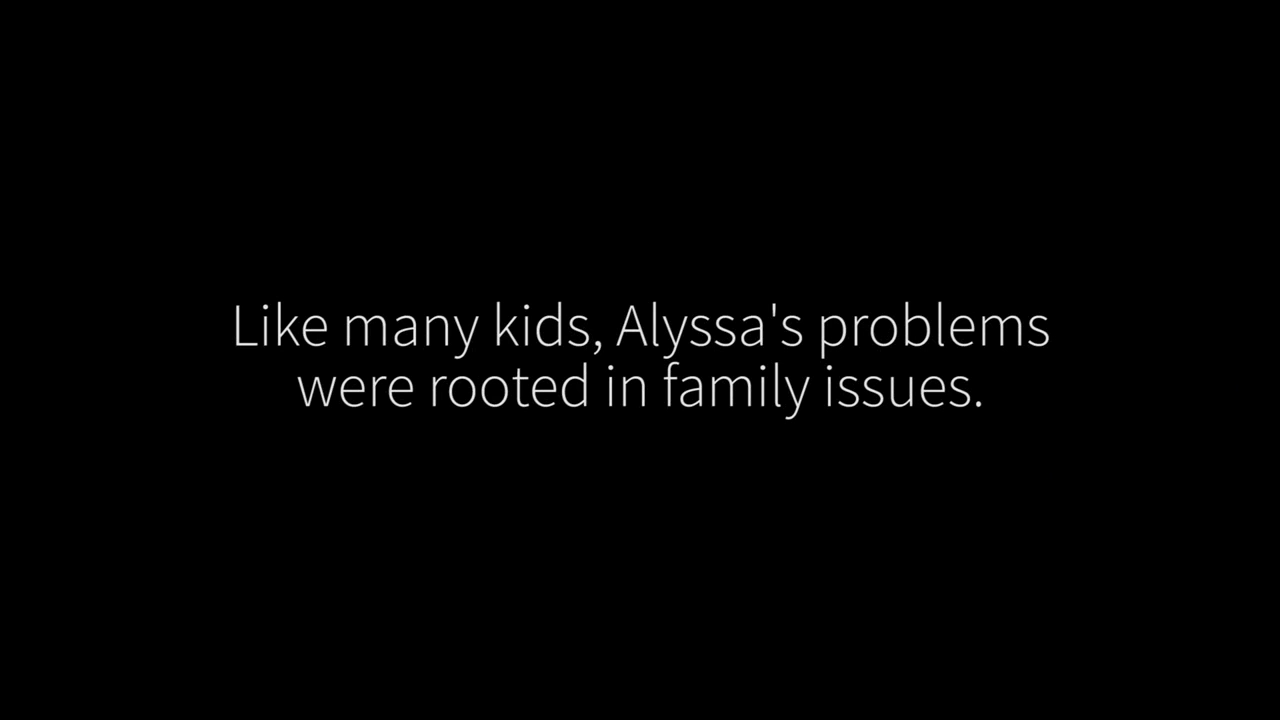 Like many kids, Alyssa's problems
were rooted in family issues.